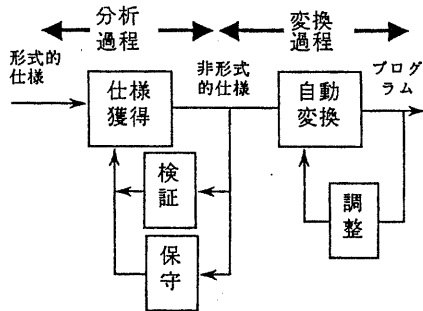 分析
過程
変換
過程
形式的
仕様
仕様
獲得
非形式
的仕様
自動
変換
プログ
ラム
検
証
調
整
保
守